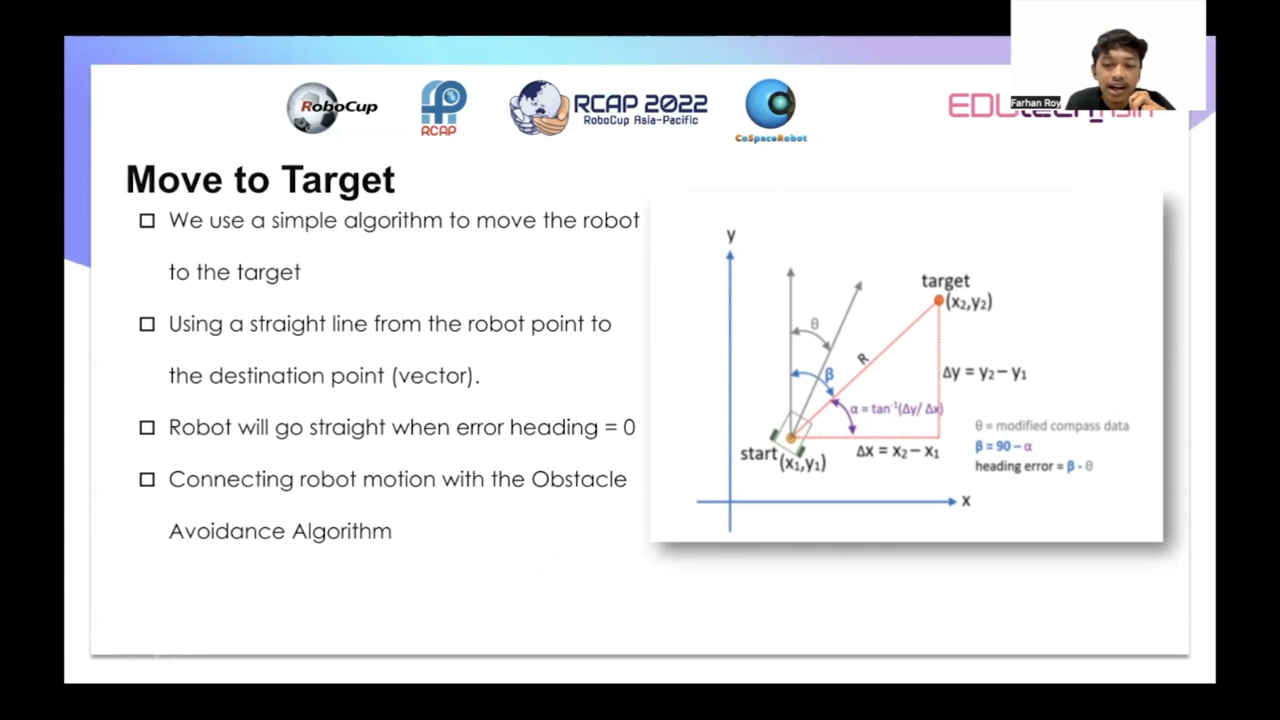 Farhan Roy
RoboCup
RCAP
RCAP 2022
RoboCup Asia-Pacific
CoSpaceRobot
Move to Target
We use a simple algorithm to move the robot
to the target
Using a straight line from the robot point to
the destination point (vector).
Robot will go straight when error heading = 0
Connecting robot motion with the Obstacle
Avoidance Algorithm
y
target
(x₂,y₂)
θ
R
β
Δy = y₂ – y₁
α = tan⁻¹(Δy/ Δx)
start
(x₁,y₁)
Δx = x₂ – x₁
θ = modified compass data
β = 90 – α
heading error = β - θ
x